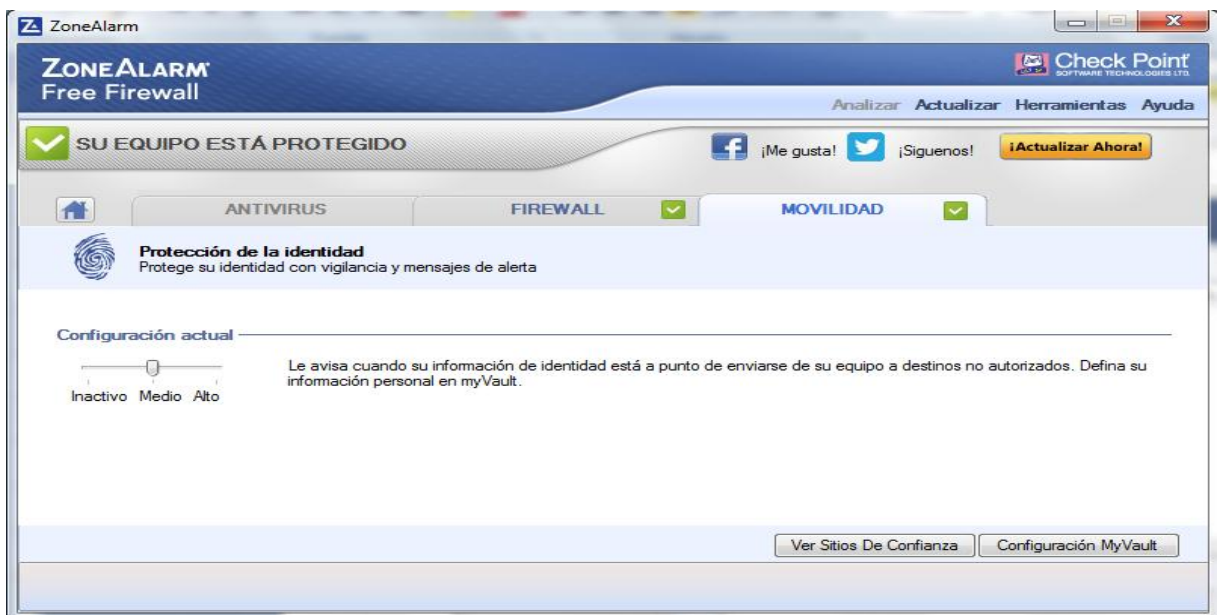 ZoneAlarm
ZONEALARM
Free Firewall
Check Point
SOFTWARE TECHNOLOGIES LTD.
Analizar Actualizar Herramientas Ayuda
SU EQUIPO ESTÁ PROTEGIDO
¡Me gusta! ¡Siguenos! ¡Actualizar Ahora!
ANTIVIRUS FIREWALL MOVILIDAD
Protección de la identidad
Protege su identidad con vigilancia y mensajes de alerta
Configuración actual
Inactivo Medio Alto
Le avisa cuando su información de identidad está a punto de enviarse de su equipo a destinos no autorizados. Defina su
información personal en myVault.
Ver Sitios De Confianza Configuración MyVault